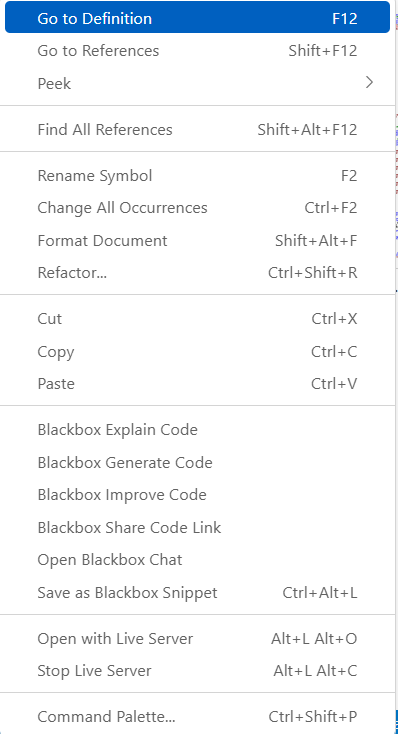 Go to Definition F12
Go to References Shift+F12
Peek
Find All References Shift+Alt+F12
Rename Symbol F2
Change All Occurrences Ctrl+F2
Format Document Shift+Alt+F
Refactor... Ctrl+Shift+R
Cut Ctrl+X
Copy Ctrl+C
Paste Ctrl+V
Blackbox Explain Code
Blackbox Generate Code
Blackbox Improve Code
Blackbox Share Code Link
Open Blackbox Chat
Save as Blackbox Snippet Ctrl+Alt+L
Open with Live Server Alt+L Alt+O
Stop Live Server Alt+L Alt+C
Command Palette... Ctrl+Shift+P